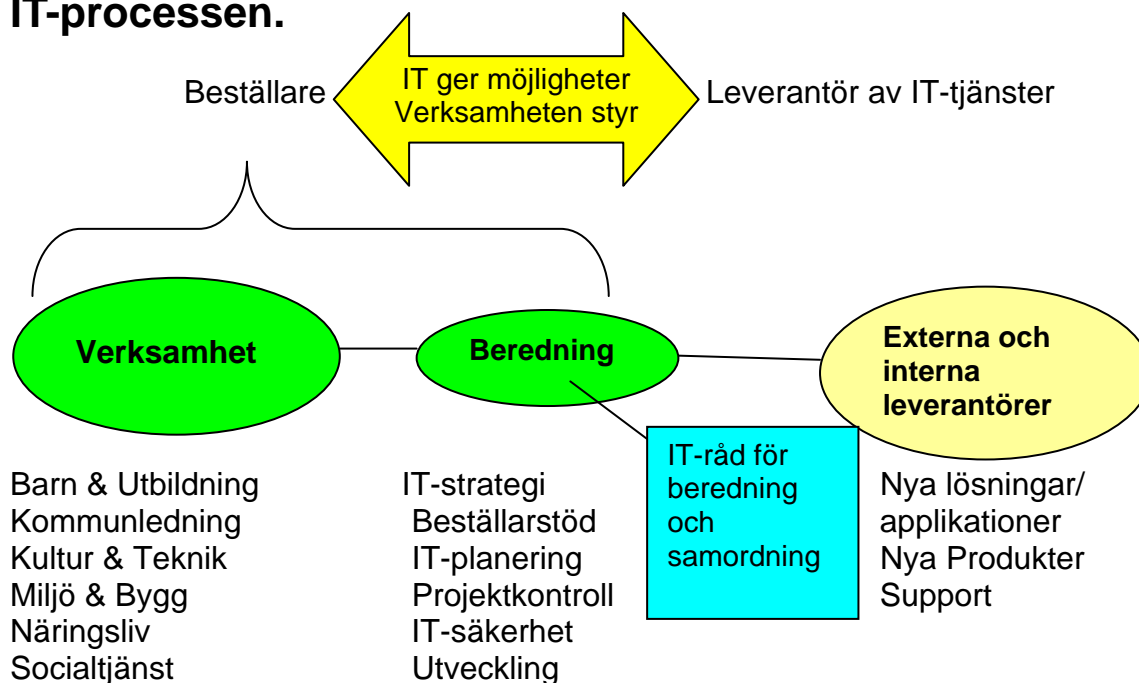 IT-processen.
Beställare
IT ger möjligheter
Verksamheten styr
Leverantör av IT-tjänster
Verksamhet
Beredning
Externa och
interna
leverantörer
Barn & Utbildning
Kommunledning
Kultur & Teknik
Miljö & Bygg
Näringsliv
Socialtjänst
IT-strategi
Beställarstöd
IT-planering
Projektkontroll
IT-säkerhet
Utveckling
IT-råd för
beredning
och
samordning
Nya lösningar/
applikationer
Nya Produkter
Support